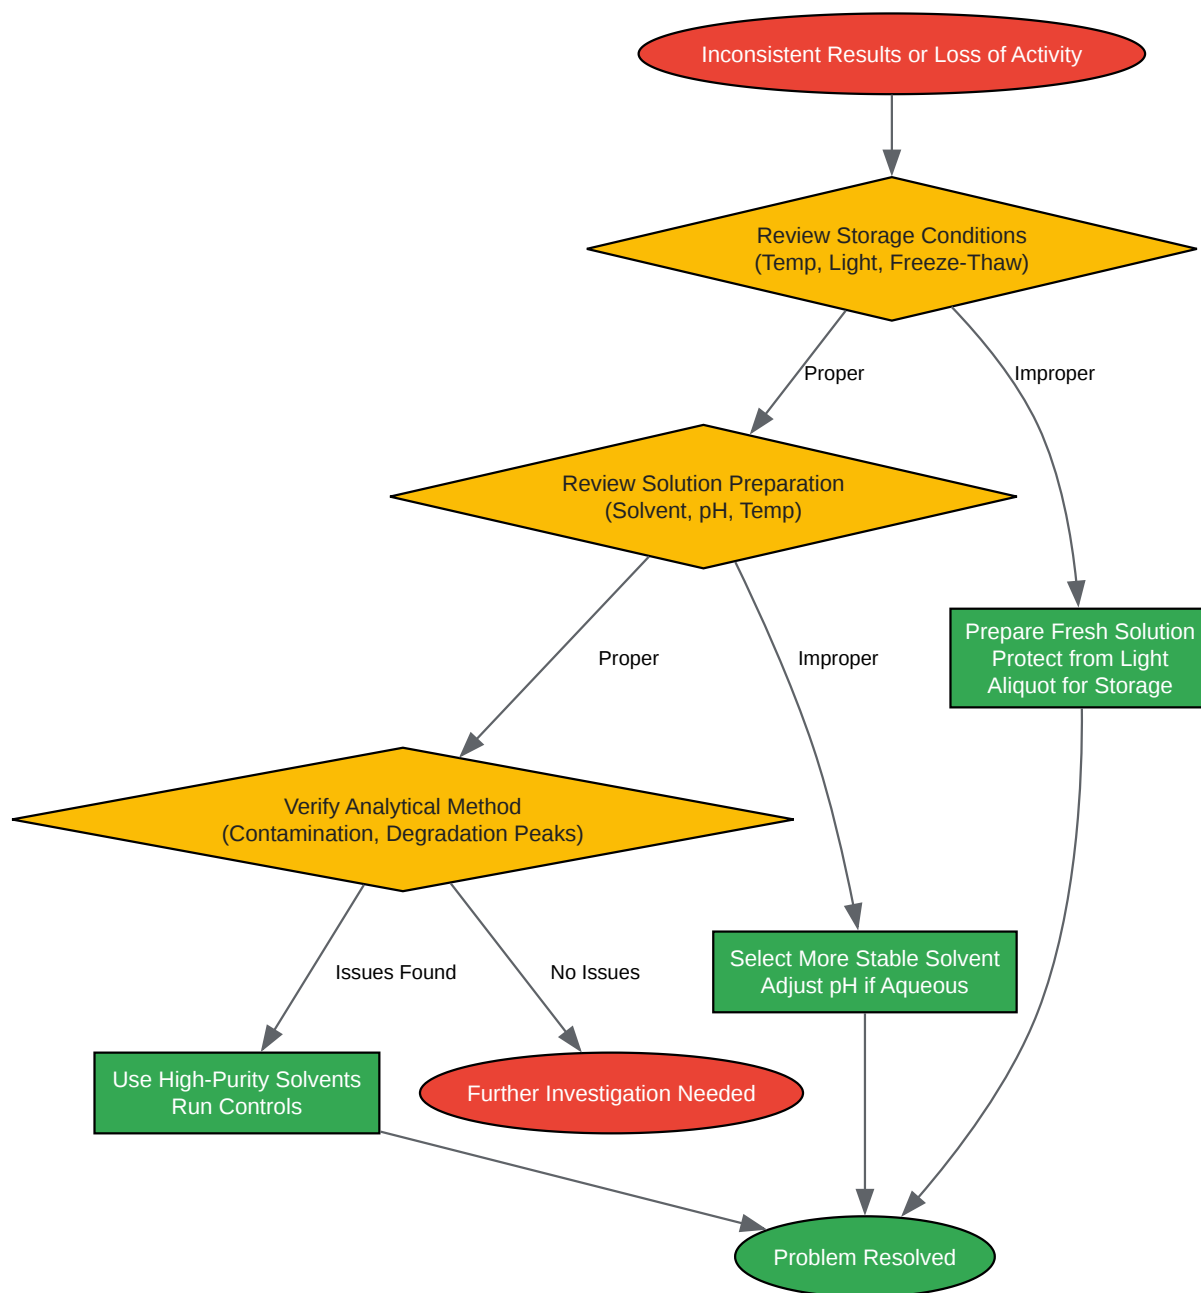 Inconsistent Results or Loss of Activity
Review Storage Conditions
(Temp, Light, Freeze-Thaw)
Proper
Improper
Review Solution Preparation
(Solvent, pH, Temp)
Proper
Improper
Prepare Fresh Solution
Protect from Light
Aliquot for Storage
Verify Analytical Method
(Contamination, Degradation Peaks)
Issues Found
No Issues
Select More Stable Solvent
Adjust pH if Aqueous
Use High-Purity Solvents
Run Controls
Further Investigation Needed
Problem Resolved